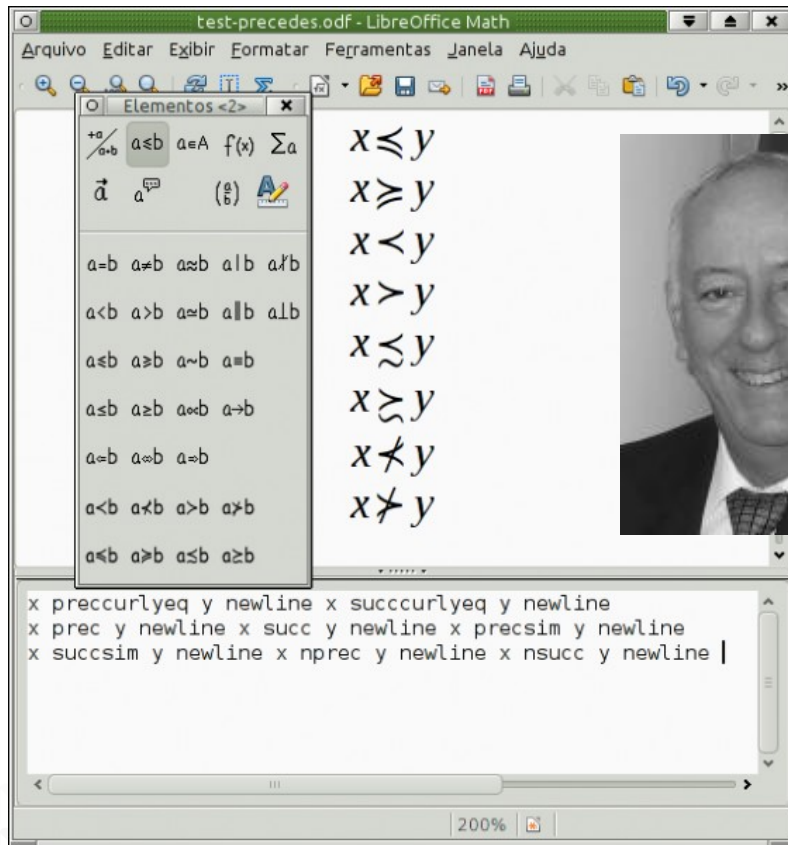 test-precedes.odf - LibreOffice Math
Arquivo Editar Exibir Formatar Ferramentas Janela Ajuda
Elementos <2>
+a/a+b a≤b a∈A f(x) Σa
a⃗ a (a b)
a=b a≠b a≈b a|b a∤b
a<b a>b a≃b a∥b a⊥b
a⩽b a⩾b a~b a≡b
a≤b a≥b a∝b a→b
a⇐b a⇔b a⇒b
a≺b a⊀b a≻b a⊁b
a≼b a≽b a≾b a≿b
x≼y
x≽y
x≺y
x≻y
x≾y
x≿y
x⊀y
x⊁y
x preccurlyeq y newline x succcurlyeq y newline
x prec y newline x succ y newline x precsim y newline
x succsim y newline x nprec y newline x nsucc y newline
200%